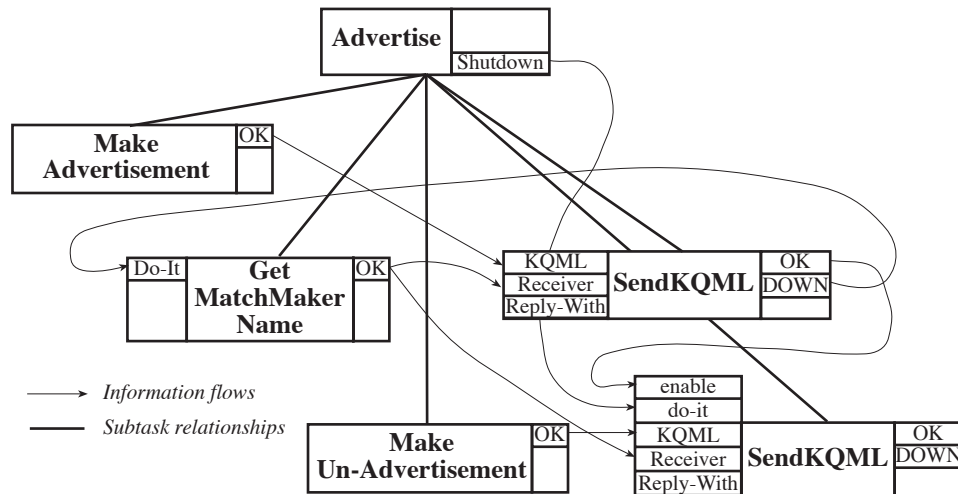 Advertise
Shutdown
Make
Advertisement
OK
Do-It
Get
MatchMaker
Name
OK
KQML
Receiver
Reply-With
SendKQML
OK
DOWN
Information flows
Subtask relationships
Make
Un-Advertisement
OK
enable
do-it
KQML
Receiver
Reply-With
SendKQML
OK
DOWN